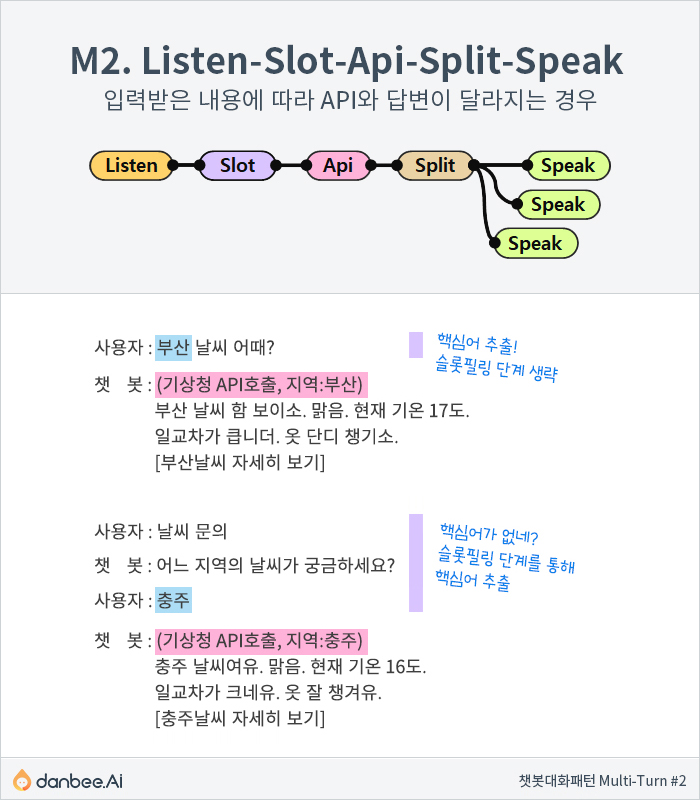 M2. Listen-Slot-Api-Split-Speak
입력받은 내용에 따라 API와 답변이 달라지는 경우
Listen Slot Api Split Speak
Speak
Speak
사용자 : 부산 날씨 어때?
핵심어 추출!
슬롯필링 단계 생략
챗 봇 : (기상청 API호출, 지역:부산)
부산 날씨 함 보이소. 맑음. 현재 기온 17도.
일교차가 큽니더. 옷 단디 챙기소.
[부산날씨 자세히 보기]
사용자 : 날씨 문의
챗 봇 : 어느 지역의 날씨가 궁금하세요?
사용자 : 충주
핵심어가 없네?
슬롯필링 단계를 통해
핵심어 추출
챗 봇 : (기상청 API호출, 지역:충주)
충주 날씨여유. 맑음. 현재 기온 16도.
일교차가 크네유. 옷 잘 챙겨유.
[충주날씨 자세히 보기]
danbee.Ai
챗봇대화패턴 Multi-Turn #2